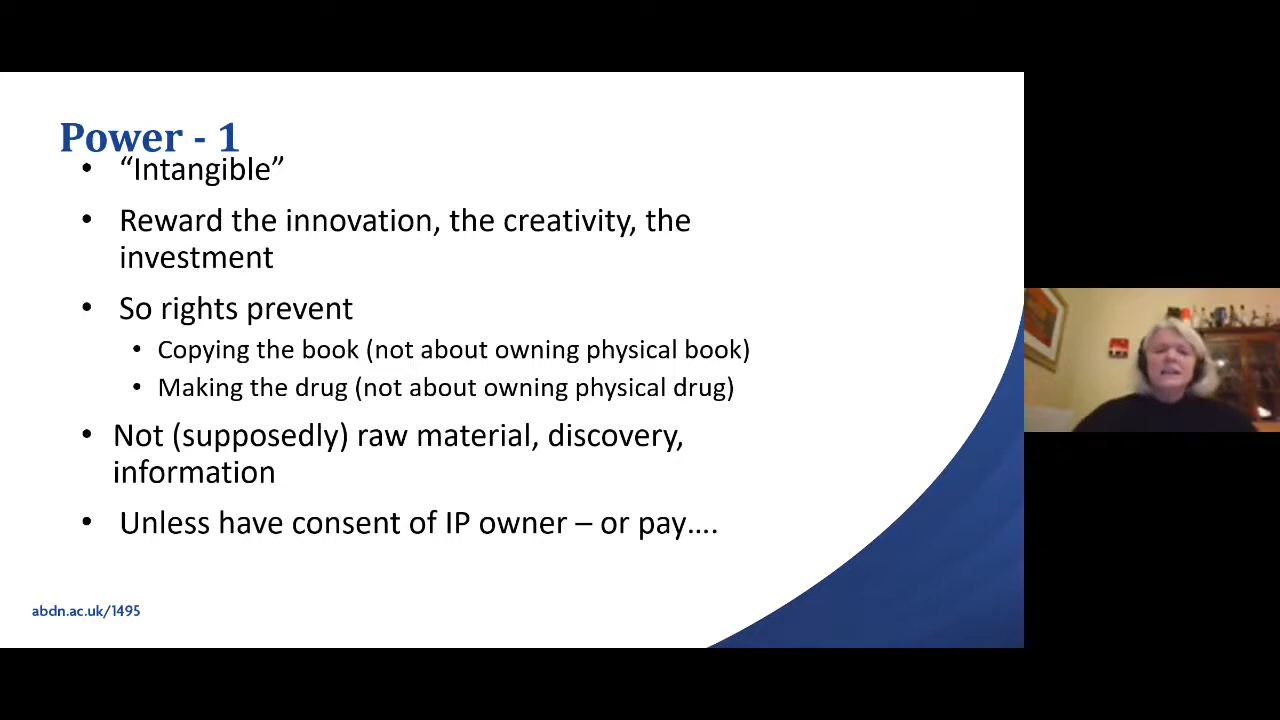 Power - 1
• “Intangible”
• Reward the innovation, the creativity, the
investment
• So rights prevent
• Copying the book (not about owning physical book)
• Making the drug (not about owning physical drug)
• Not (supposedly) raw material, discovery,
information
• Unless have consent of IP owner – or pay….
abdn.ac.uk/1495